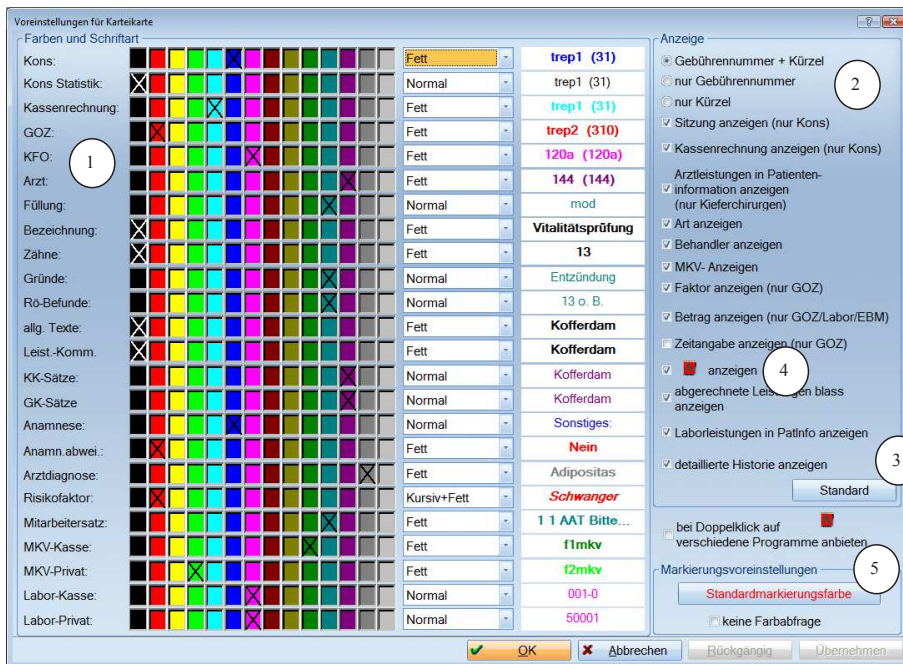 Voreinstellungen für Karteikarte
Farben und Schriftart
Kons: Fett trep1 (31)
Kons Statistik: Normal trep1 (31)
Kassenrechnung: Fett trep1 (31)
GOZ: Fett trep2 (310)
KFO: Fett 120a (120a)
Arzt: Fett 144 (144)
Füllung: Normal mod
Bezeichnung: Fett Vitalitätsprüfung
Zähne: Fett 13
Gründe: Normal Entzündung
Rö-Befunde: Normal 13 o. B.
allg. Texte: Fett Kofferdam
Leist.-Komm. Fett Kofferdam
KK-Sätze: Normal Kofferdam
GK-Sätze Normal Kofferdam
Anamnese: Normal Sonstiges:
Anamn.abwei.: Fett Nein
Arztdiagnose: Fett Adipositas
Risikofaktor: Kursiv+Fett Schwanger
Mitarbeitersatz: Fett 1 1 AAT Bitte...
MKV-Kasse: Fett f1mkv
MKV-Privat: Fett f2mkv
Labor-Kasse: Normal 001-0
Labor-Privat: Normal 50001
1
Anzeige
Gebührennummer + Kürzel
nur Gebührennummer
2
nur Kürzel
Sitzung anzeigen (nur Kons)
Kassenrechnung anzeigen (nur Kons)
Arztleistungen in Patienten-
information anzeigen
(nur Kieferchirurgen)
Art anzeigen
Behandler anzeigen
MKV- Anzeigen
Faktor anzeigen (nur GOZ)
Betrag anzeigen (nur GOZ/Labor/EBM)
Zeitangabe anzeigen (nur GOZ)
anzeigen
4
abgerechnete blass
anzeigen
Laborleistungen in PatInfo anzeigen
detaillierte Historie anzeigen
3
Standard
bei Doppelklick auf
verschiedene Programme anbieten
Markierungsvoreinstellungen
5
Standardmarkierungsfarbe
keine Farbabfrage
OK Abbrechen Rückgängig Übernehmen